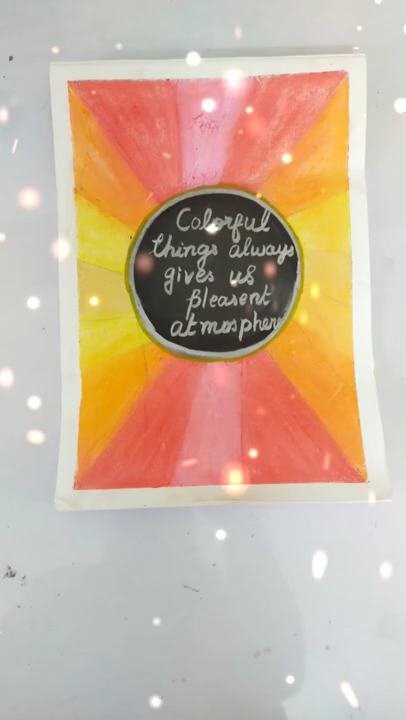 Colorful
things always
gives us
pleasent
atmosphere